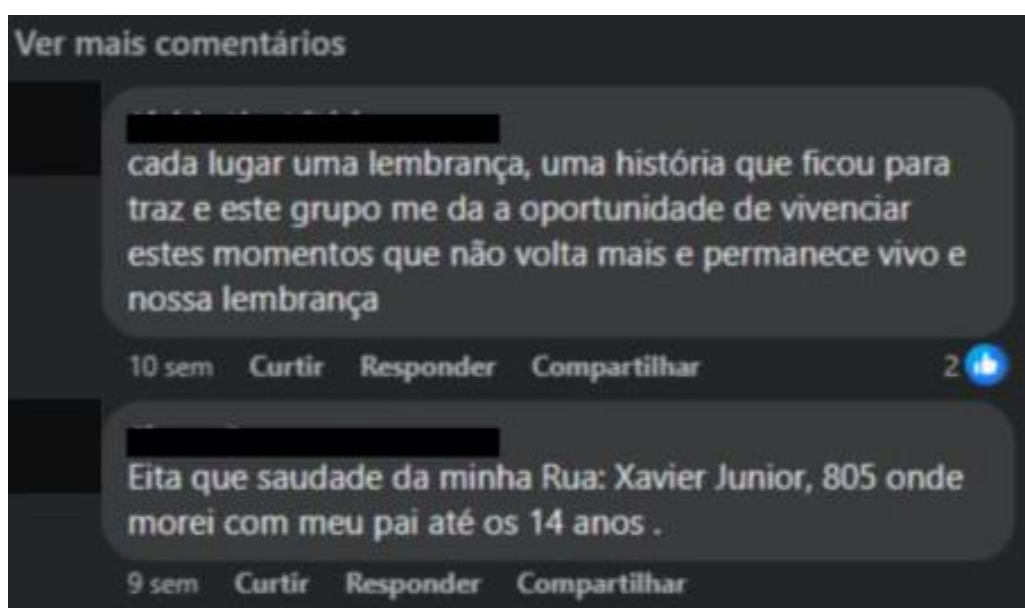 Ver mais comentários
cada lugar uma lembrança, uma história que ficou para
traz e este grupo me da a oportunidade de vivenciar
estes momentos que não volta mais e permanece vivo e
nossa lembrança
10 sem Curtir Responder Compartilhar 2
Eita que saudade da minha Rua: Xavier Junior, 805 onde
morei com meu pai até os 14 anos .
9 sem Curtir Responder Compartilhar